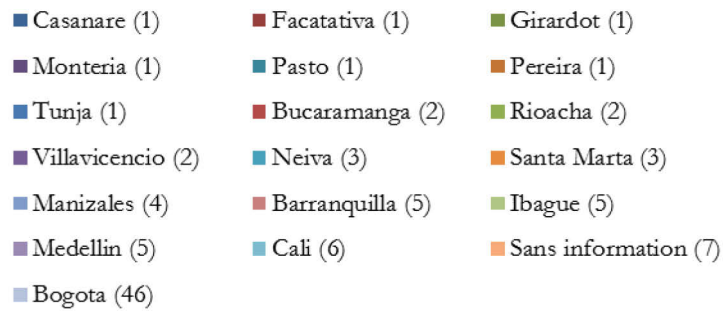 Casanare (1) Facatativa (1) Girardot (1)
Monteria (1) Pasto (1) Pereira (1)
Tunja (1) Bucaramanga (2) Rioacha (2)
Villavicencio (2) Neiva (3) Santa Marta (3)
Manizales (4) Barranquilla (5) Ibague (5)
Medellin (5) Cali (6) Sans information (7)
Bogota (46)